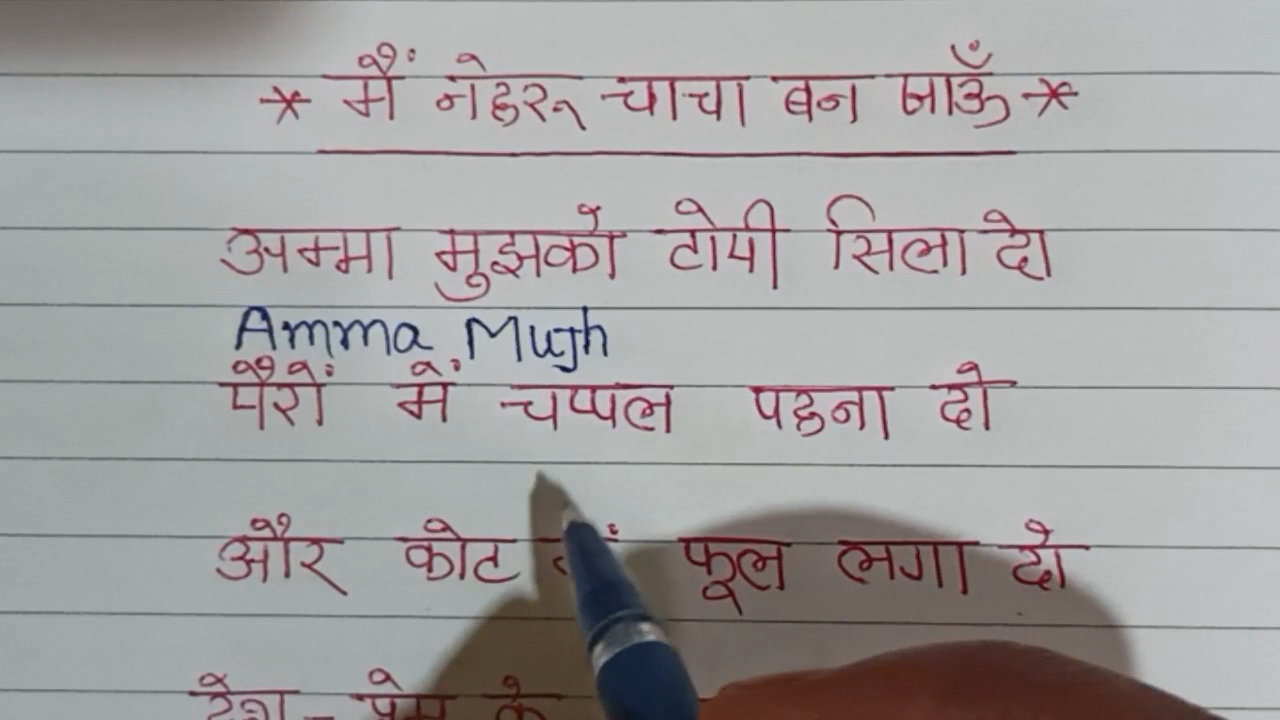 * मैं नेहरू चाचा बन जाऊँ *
अम्मा मुझको टोपी सिला दो
Amma Mujh
पैरों में चप्पल पहना दो
और कोट में फूल लगा दो
देश - प्रेम के